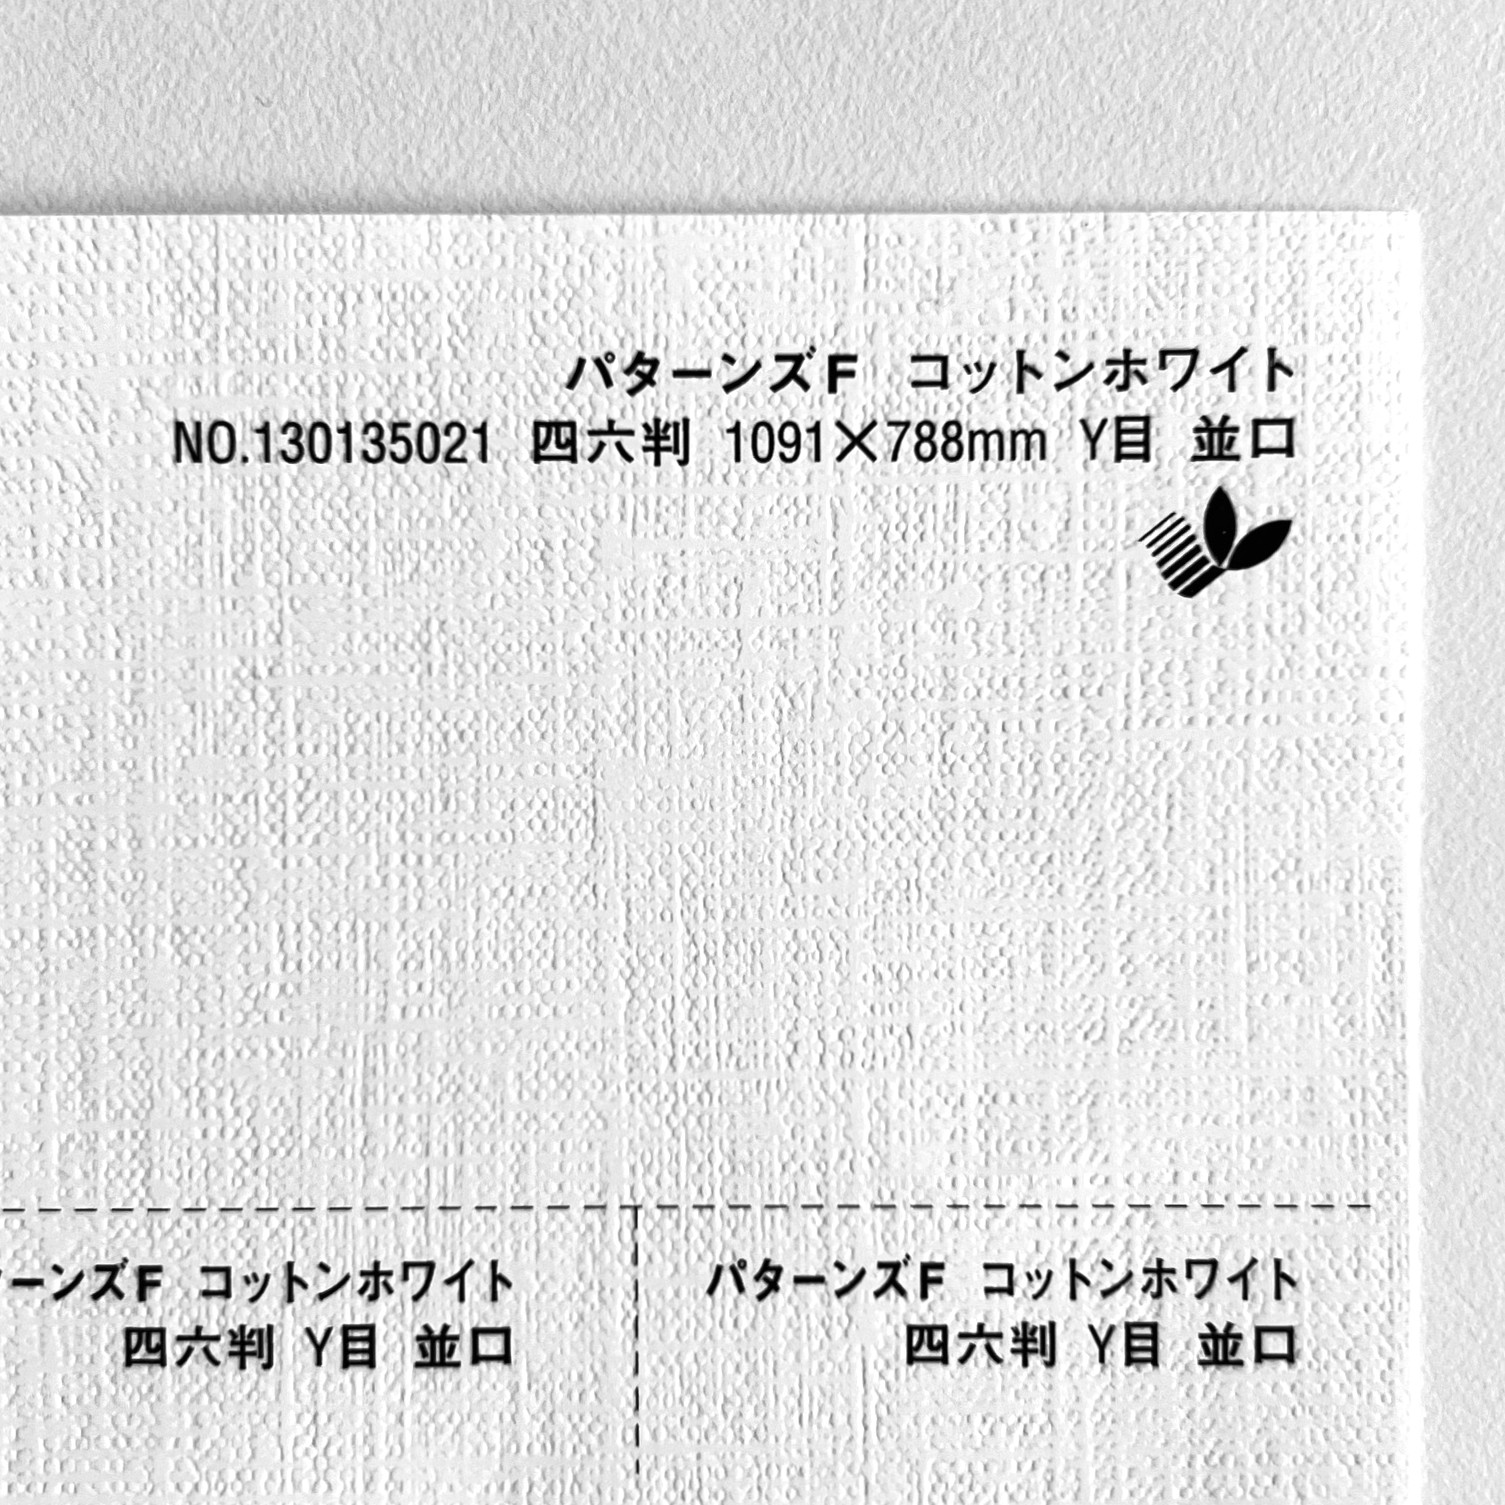 パターンズF コットンホワイト
NO.130135021 四六判 1091×788mm Y目 並口
ーンズF コットンホワイト
四六判 Y目 並口
パターンズF コットンホワイト
四六判 Y目 並口